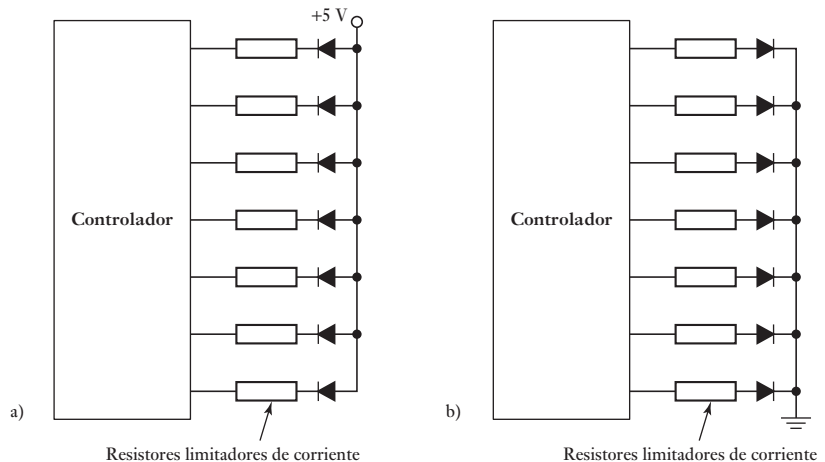 +5 V
Controlador
a)
Resistores limitadores de corriente
Controlador
b)
Resistores limitadores de corriente